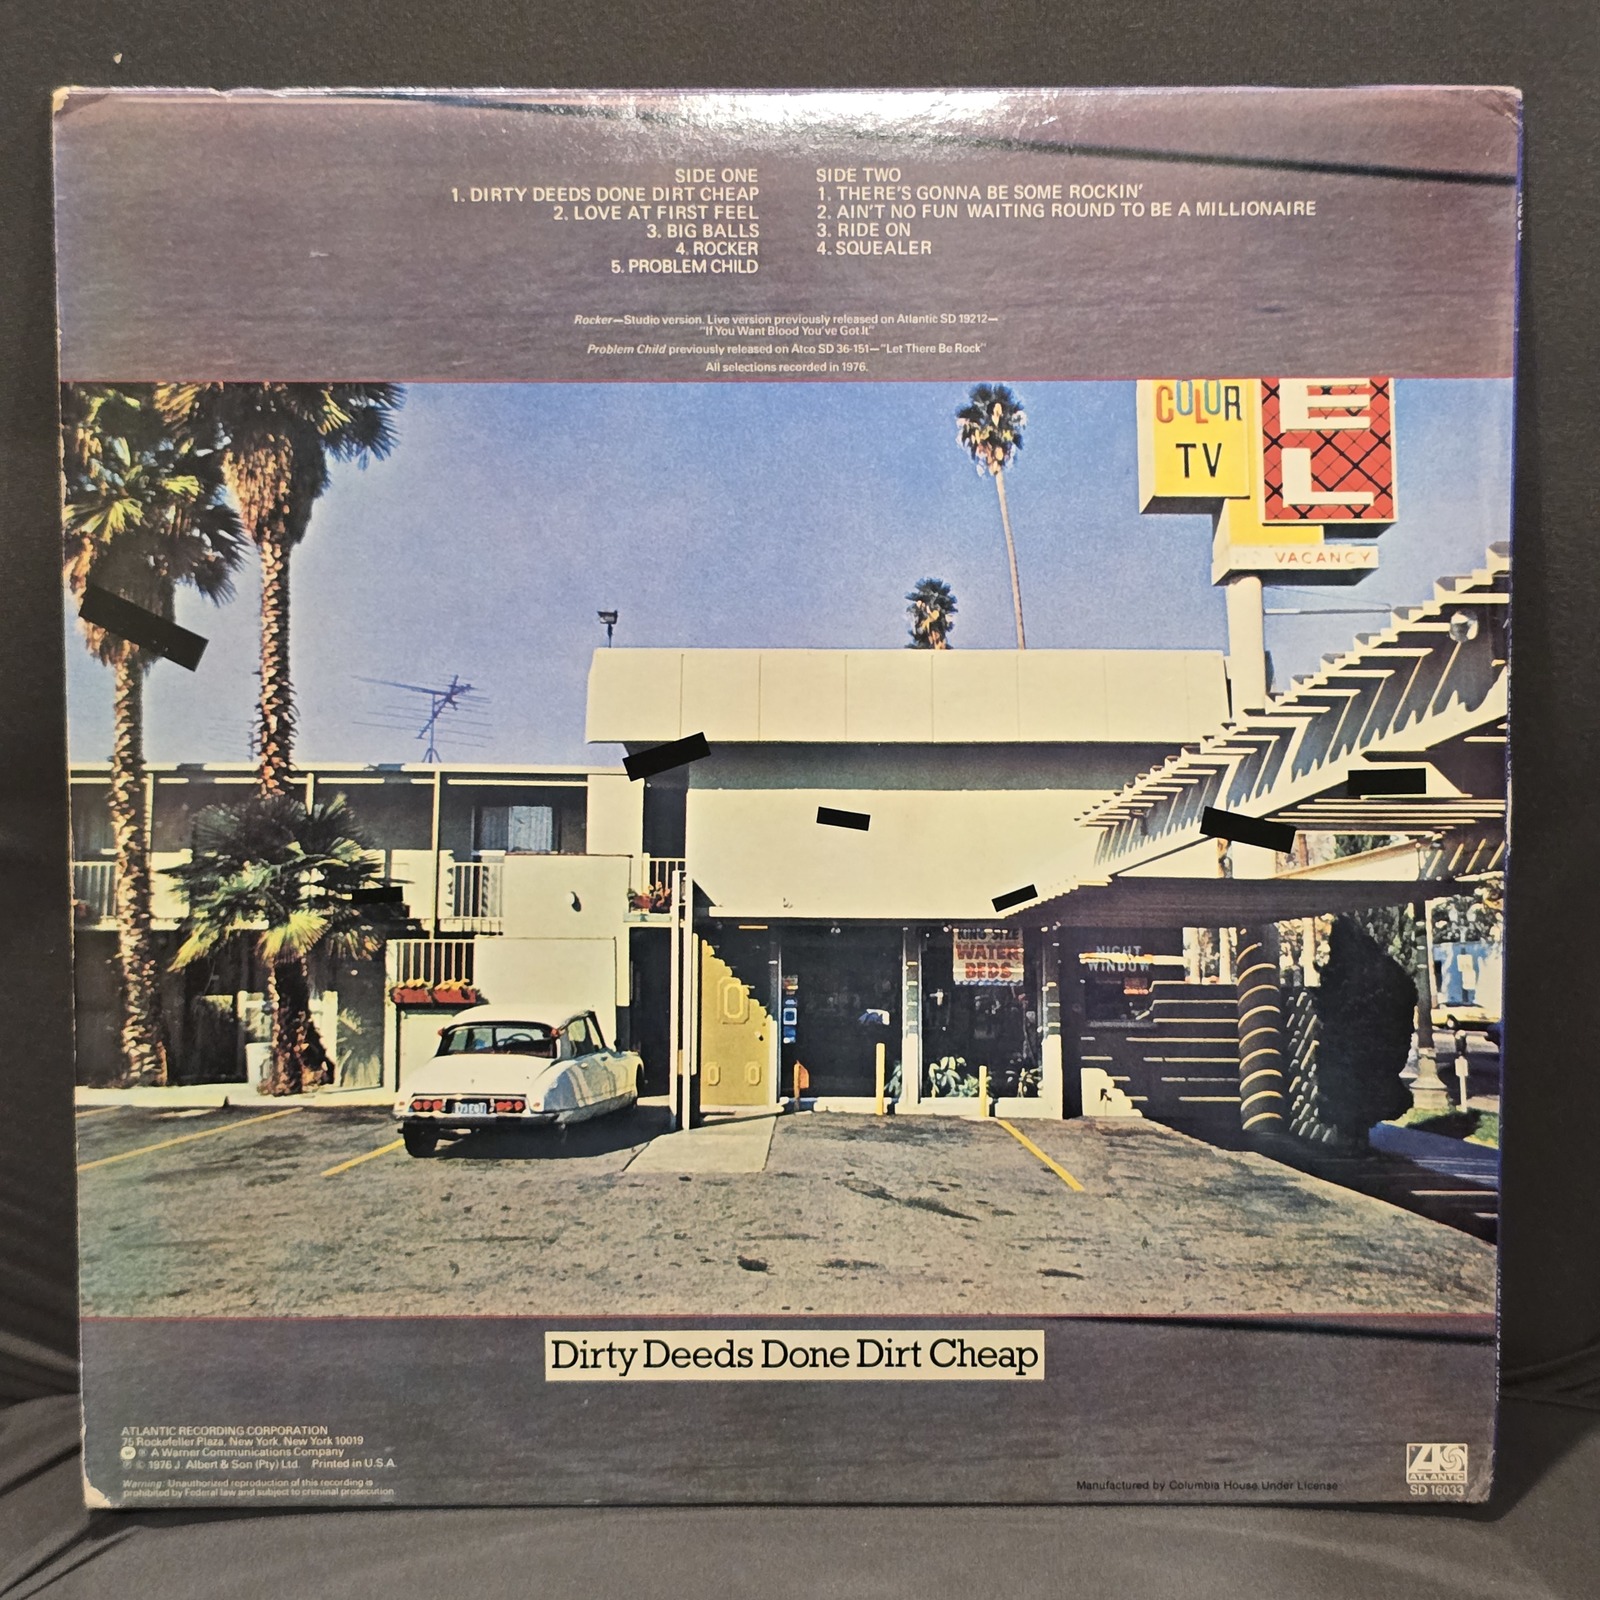 SIDE ONE
1. DIRTY DEEDS DONE DIRT CHEAP
2. LOVE AT FIRST FEEL
3. BIG BALLS
4. ROCKER
5. PROBLEM CHILD
SIDE TWO
1. THERE'S GONNA BE SOME ROCKIN'
2. AIN'T NO FUN WAITING ROUND TO BE A MILLIONAIRE
3. RIDE ON
4. SQUEALER
Rocker—Studio version. Live version previously released on Atlantic SD 19212—
"If You Want Blood You've Got It"
Problem Child previously released on Atco SD 36-151—"Let There Be Rock"
All selections recorded in 1976.
COLOR
TV
EL
VACANCY
KING SIZE
WATER
BEDS
NIGHT
WINDOW
Dirty Deeds Done Dirt Cheap
ATLANTIC RECORDING CORPORATION
75 Rockefeller Plaza, New York, New York 10019
A Warner Communications Company
℗ © 1976 J. Albert & Son (Pty) Ltd. Printed in U.S.A.
Warning: Unauthorized reproduction of this recording is
prohibited by Federal law and subject to criminal prosecution
Manufactured by Columbia House Under License
ATLANTIC
SD 16033